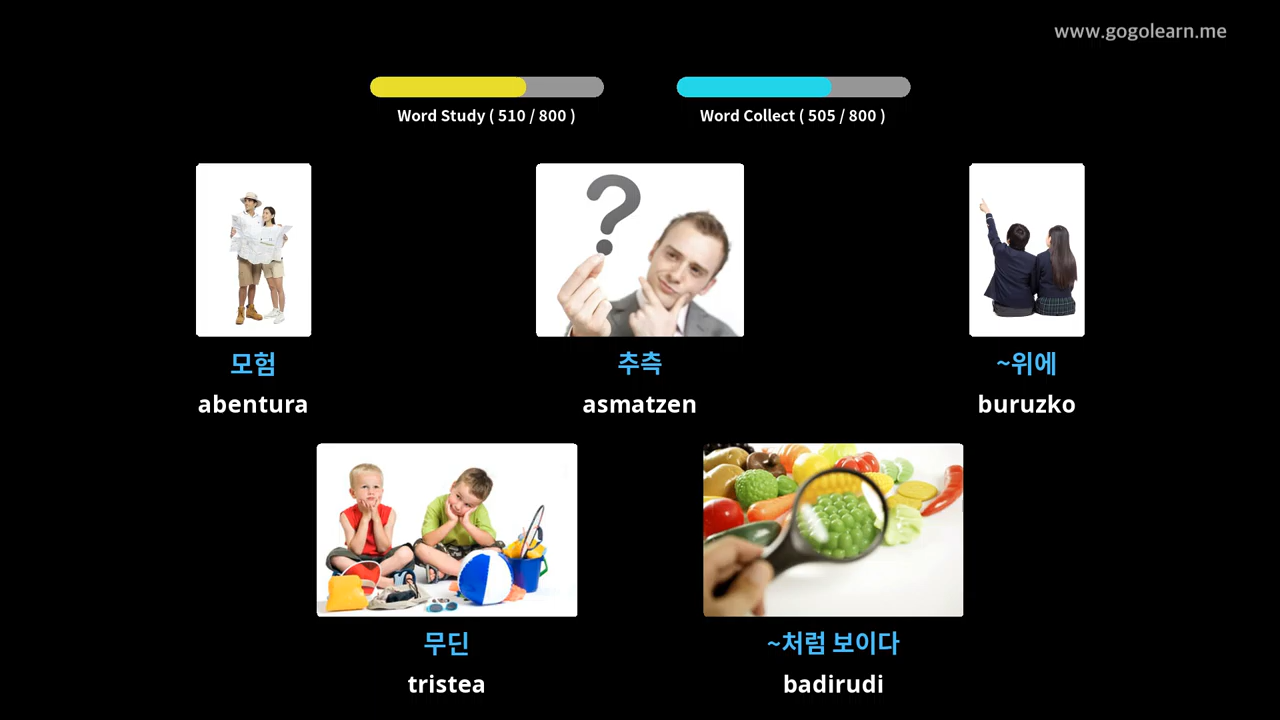 www.gogolearn.me
Word Study ( 510 / 800 )
Word Collect ( 505 / 800 )
모험
추측
~위에
abentura
asmatzen
buruzko
무딘
~처럼 보이다
tristea
badirudi